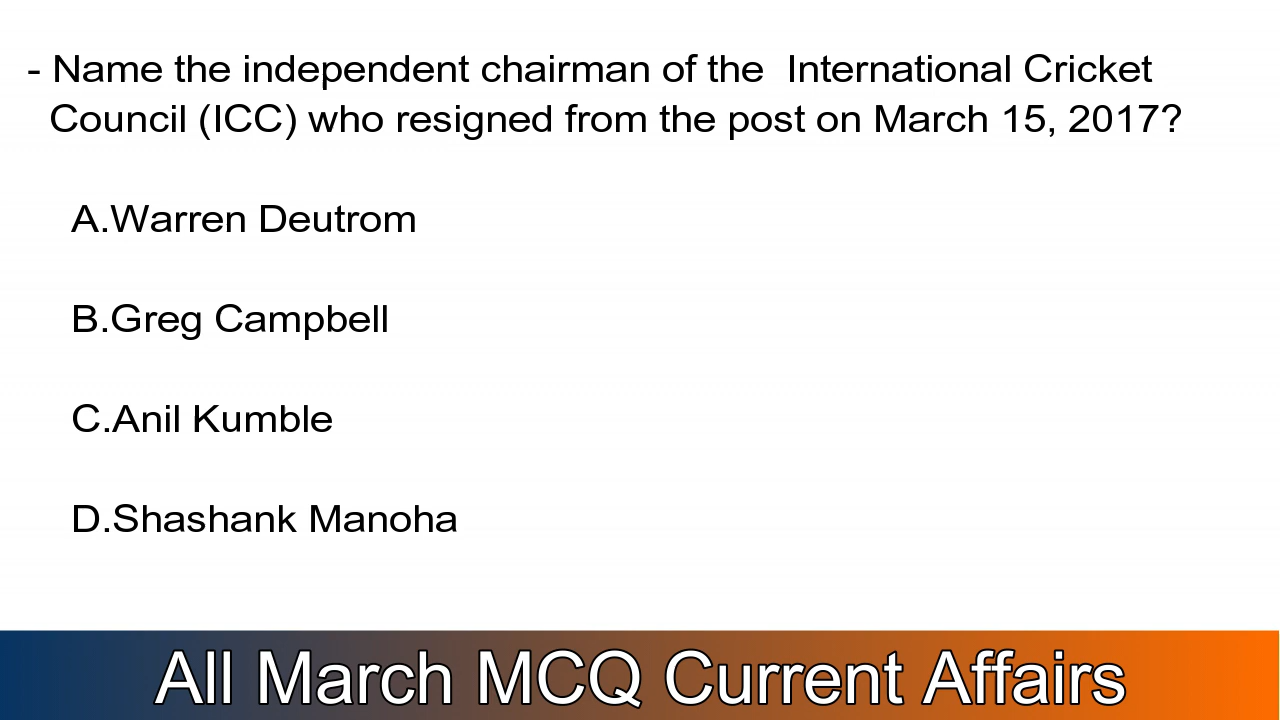 - Name the independent chairman of the  International Cricket
Council (ICC) who resigned from the post on March 15, 2017?
A.Warren Deutrom
B.Greg Campbell
C.Anil Kumble
D.Shashank Manoha
All March MCQ Current Affairs